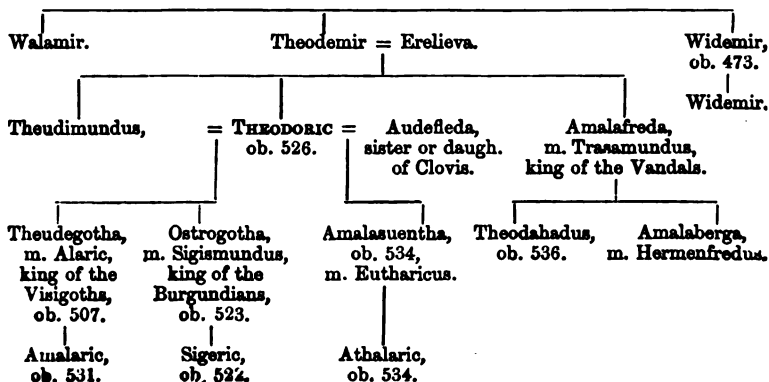 Walamir. Theodemir = Erelieva. Widemir,
ob. 473.
Widemir.
Theudimundus, = THEODORIC = Audefleda, Amalafreda,
ob. 526. sister or daugh. m. Trasamundus,
of Clovis. king of the Vandals.
Theudegotha, Ostrogotha, Amalasuentha, Theodahadus, Amalaberga,
m. Alaric, m. Sigismundus, ob. 534, ob. 536. m. Hermenfredus.
king of the king of the m. Eutharicus.
Visigoths, Burgundians,
ob. 507. ob. 523.
Amalaric, Sigeric, Athalaric,
ob. 531. ob. 522. ob. 534.